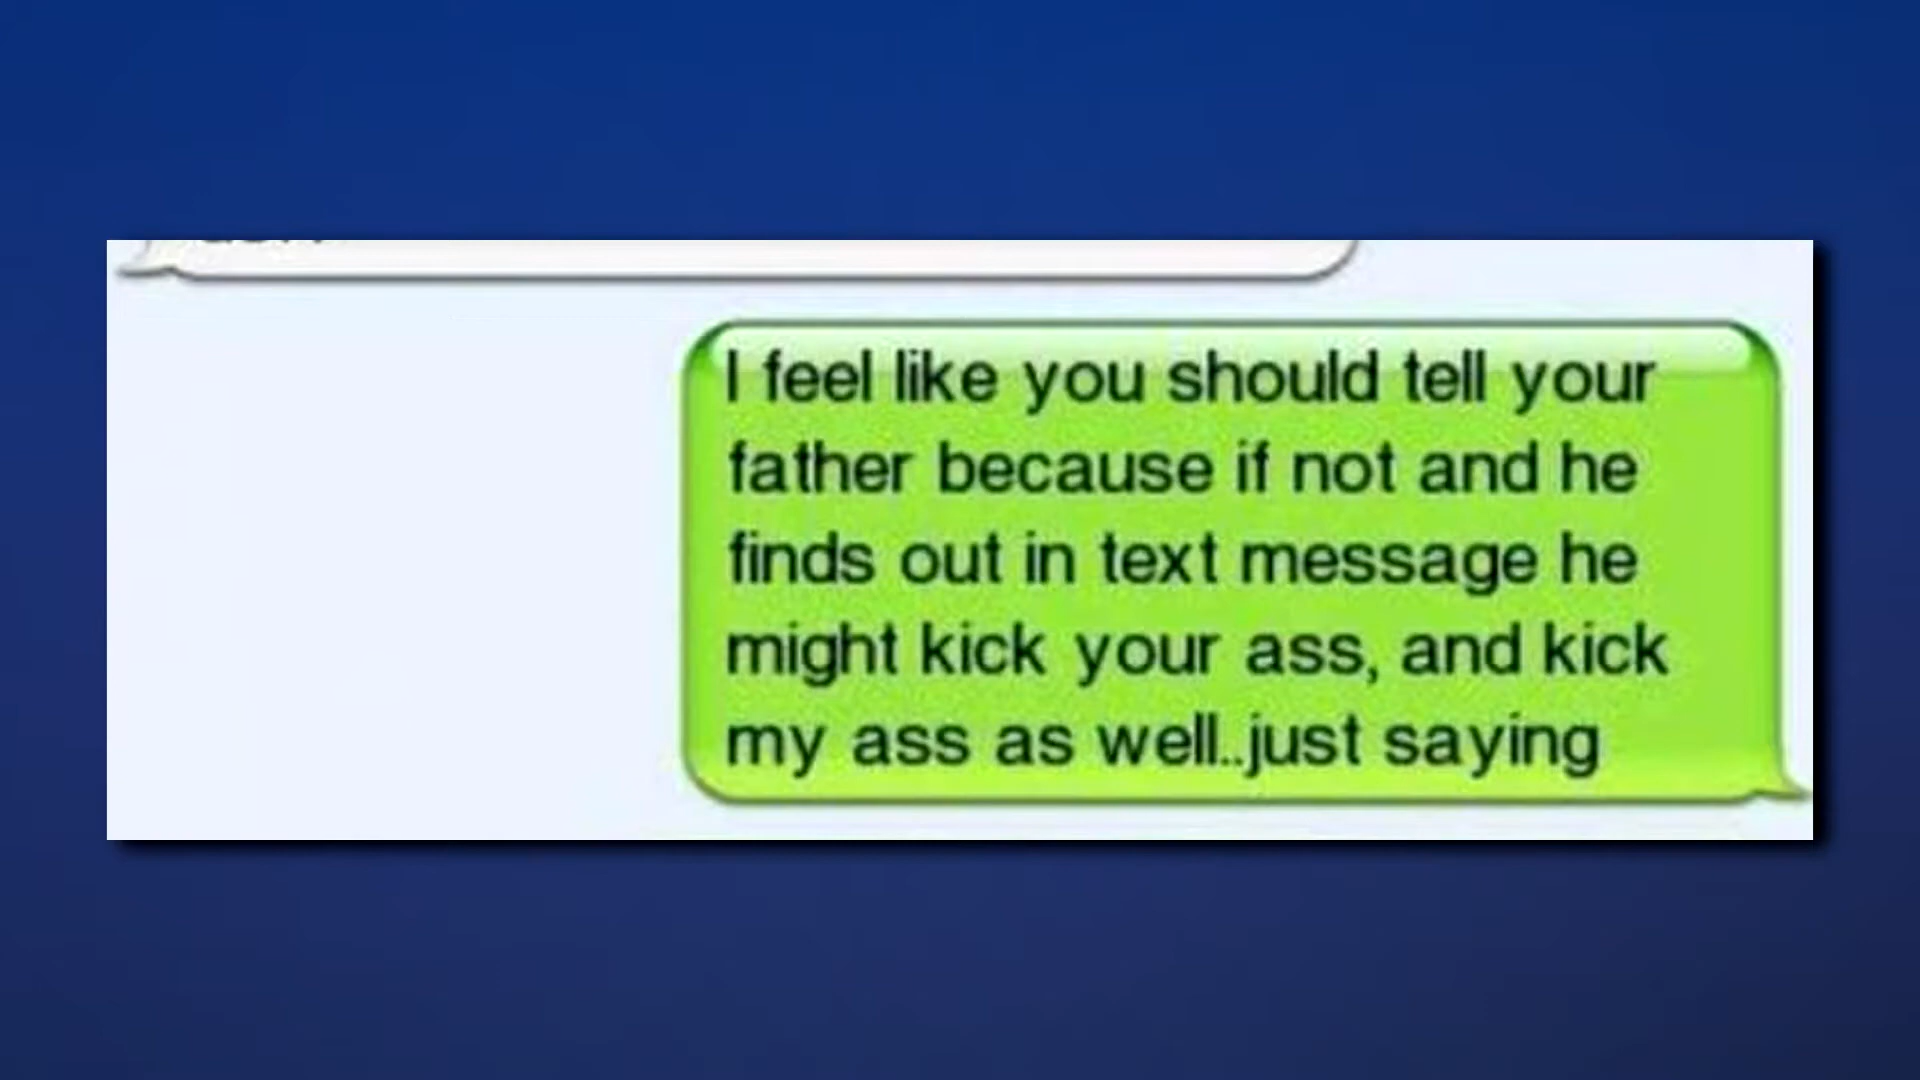 I feel like you should tell your
father because if not and he
finds out in text message he
might kick your ass, and kick
my ass as well..just saying